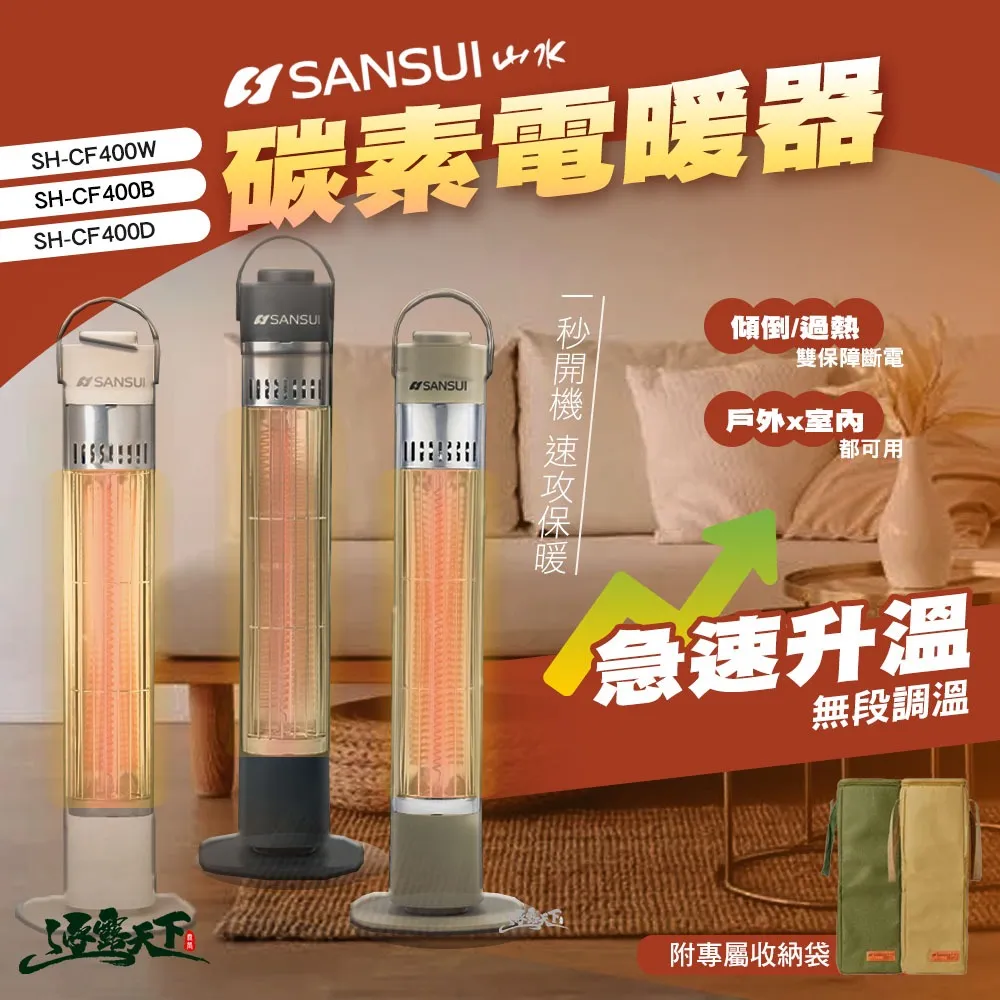 SANSUI 山水
碳素電暖器
SH-CF400W
SH-CF400B
SH-CF400D
SANSUI
SANSUI
SANSUI
一秒開機 速攻保暖
傾倒/過熱
雙保障斷電
戶外x室內
都可用
急速升溫
無段調溫
逐露天下
附專屬收納袋